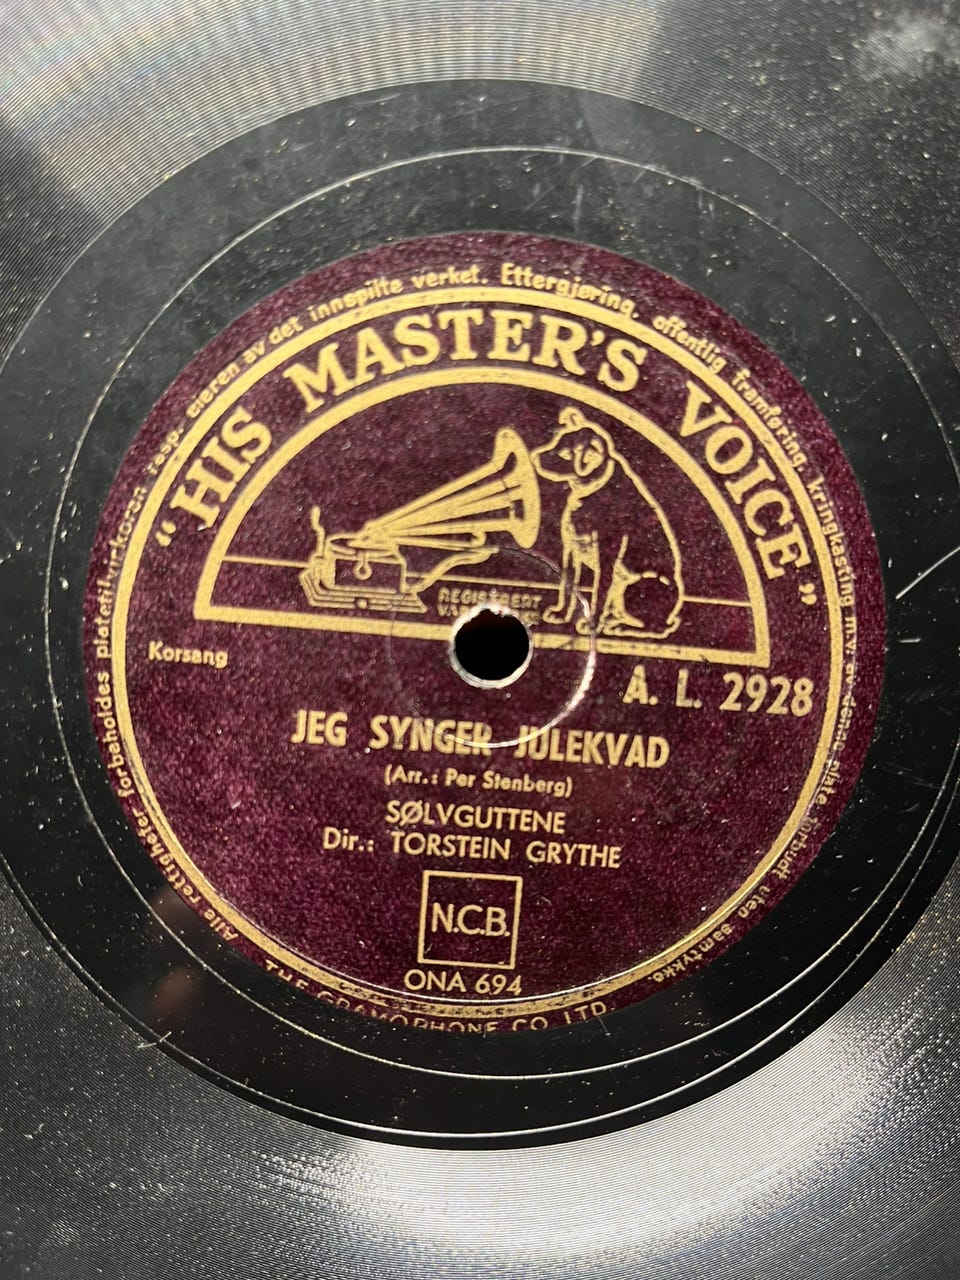 Alle rettigheter forbeholdes platetilvirkeren resp. eieren av det innspilte verket. Ettergjøring, offentlig framføring, kringkasting m.v. av denne plate forbudt uten samtykke.
"HIS MASTER'S VOICE"
REGISTRERT
Korsang
A. L. 2928
JEG SYNGER JULEKVAD
(Arr.: Per Stenberg)
SØLVGUTTENE
Dir.: TORSTEIN GRYTHE
N.C.B.
ONA 694
THE GRAMOPHONE CO. LTD.